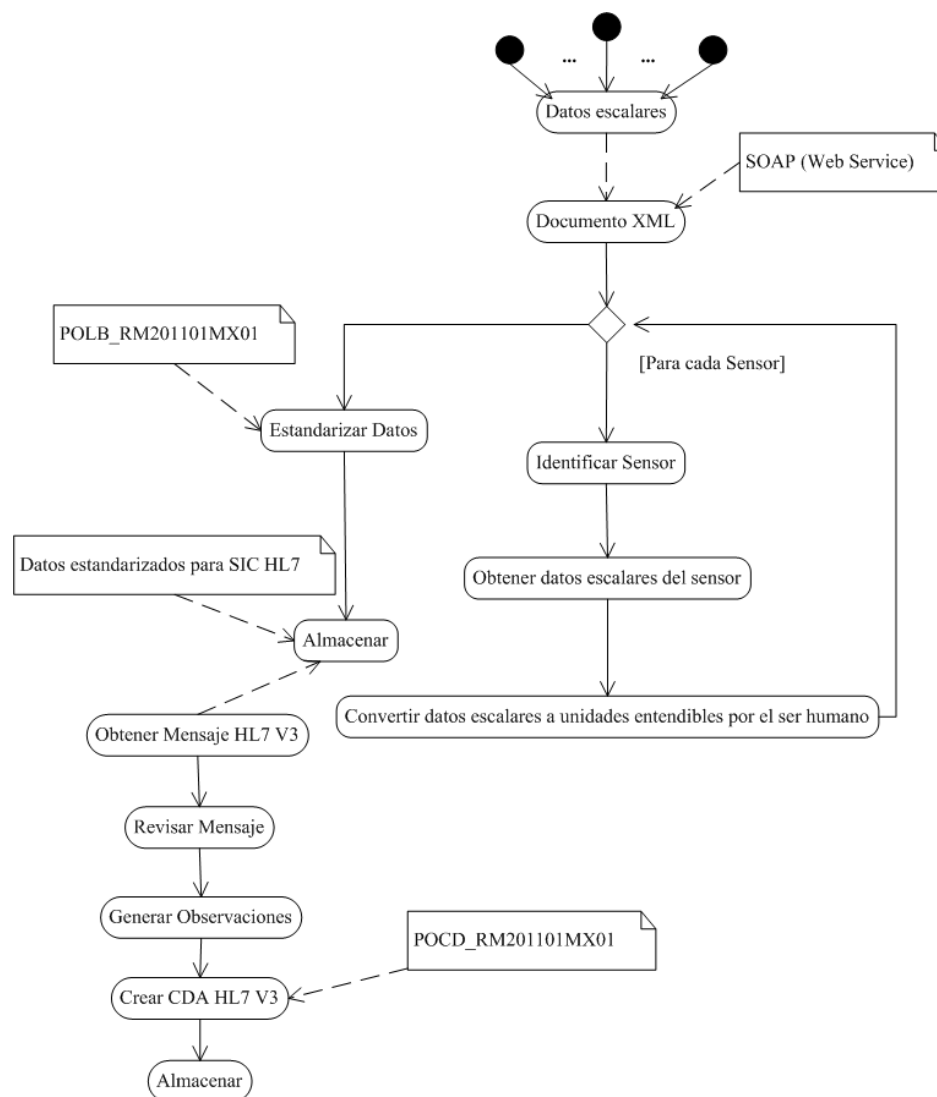 ... ...
Datos escalares
SOAP (Web Service)
Documento XML
POLB_RM201101MX01
[Para cada Sensor]
Estandarizar Datos
Identificar Sensor
Datos estandarizados para SIC HL7
Obtener datos escalares del sensor
Almacenar
Convertir datos escalares a unidades entendibles por el ser humano
Obtener Mensaje HL7 V3
Revisar Mensaje
Generar Observaciones
POCD_RM201101MX01
Crear CDA HL7 V3
Almacenar